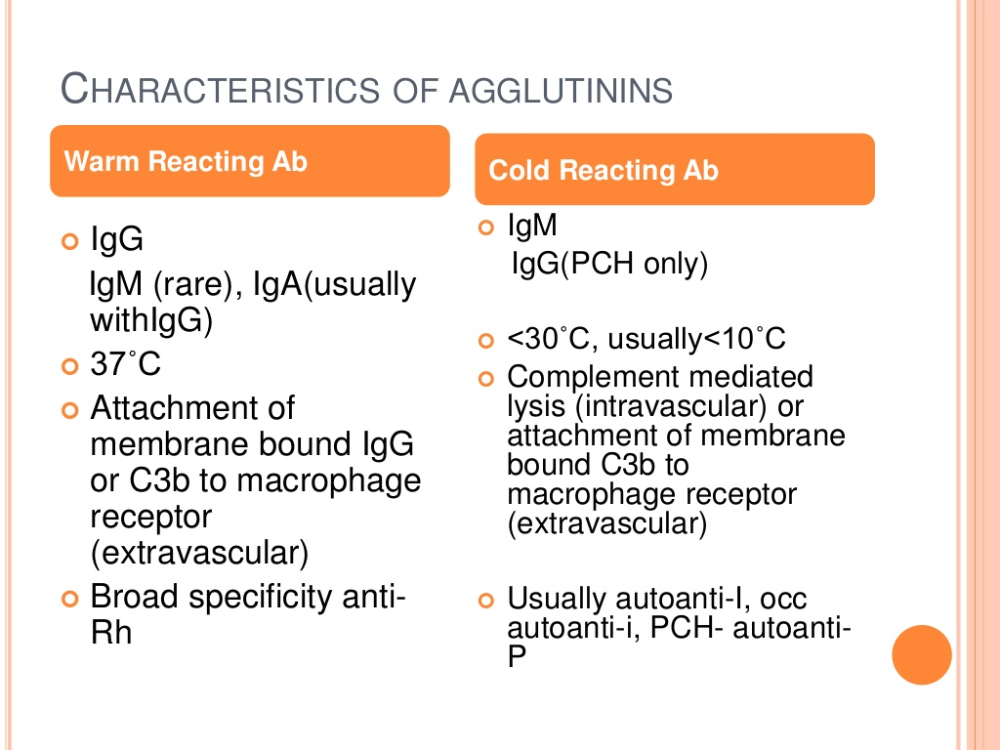 CHARACTERISTICS OF AGGLUTININS
Warm Reacting Ab
IgG
IgM (rare), IgA(usually
withIgG)
37˚C
Attachment of
membrane bound IgG
or C3b to macrophage
receptor
(extravascular)
Broad specificity anti-
Rh
Cold Reacting Ab
IgM
IgG(PCH only)
<30˚C, usually<10˚C
Complement mediated
lysis (intravascular) or
attachment of membrane
bound C3b to
macrophage receptor
(extravascular)
Usually autoanti-I, occ
autoanti-i, PCH- autoanti-
P